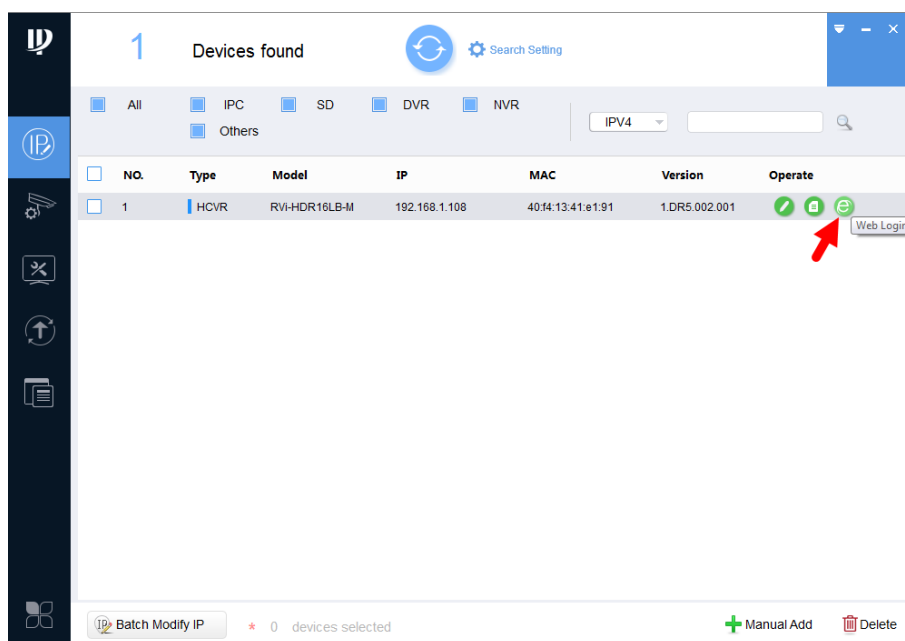 1 Devices found Search Setting
All IPC SD DVR NVR
Others
IPV4
NO. Type Model IP MAC Version Operate
1 HCVR RVi-HDR16LB-M 192.168.1.108 40:f4:13:41:e1:91 1.DR5.002.001
Web Login
IP Batch Modify IP * 0 devices selected Manual Add Delete